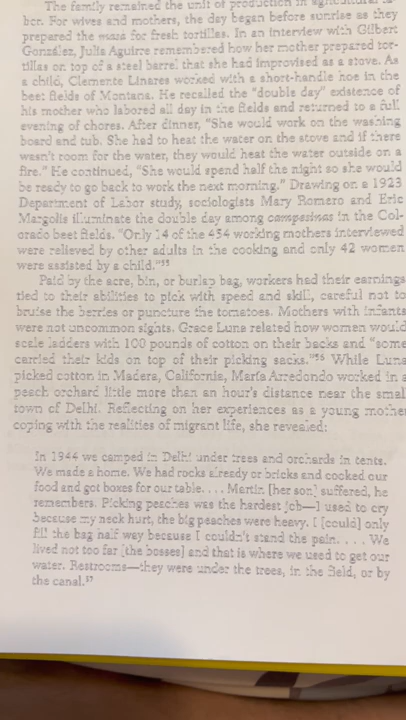 The family remained the unit of production in agricultural la-
bor. For wives and mothers, the day began before sunrise as they
prepared the masa for fresh tortillas. In an interview with Gilbert
González, Julia Aguirre remembered how her mother prepared tor-
tillas on top of a steel barrel that she had improvised as a stove. As
a child, Clemente Linares worked with a short-handle hoe in the
beet fields of Montana. He recalled the "double day" existence of
his mother who labored all day in the fields and returned to a full
evening of chores. After dinner, "She would work on the washing
board and tub. She had to heat the water on the stove and if there
wasn't room for the water, they would heat the water outside on a
fire." He continued, "She would spend half the night so she would
be ready to go back to work the next morning." Drawing on a 1923
Department of Labor study, sociologists Mary Romero and Eric
Margolis illuminate the double day among campesinas in the Col-
orado beet fields. "Only 14 of the 454 working mothers interviewed
were relieved by other adults in the cooking and only 42 women
were assisted by a child."55
Paid by the acre, bin, or burlap bag, workers had their earnings
tied to their abilities to pick with speed and skill, careful not to
bruise the berries or puncture the tomatoes. Mothers with infants
were not uncommon sights. Grace Luna related how women would
scale ladders with 100 pounds of cotton on their backs and "some
carried their kids on top of their picking sacks."56 While Luna
picked cotton in Madera, California, María Arredondo worked in a
peach orchard little more than an hour's distance near the small
town of Delhi. Reflecting on her experiences as a young mother
coping with the realities of migrant life, she revealed:
In 1944 we camped in Delhi under trees and orchards in tents.
We made a home. We had rocks already or bricks and cooked our
food and got boxes for our table. . . . Martin [her son] suffered, he
remembers. Picking peaches was the hardest job—I used to cry
because my neck hurt, the big peaches were heavy. I [could] only
fill the bag half way because I couldn't stand the pain. . . . We
lived not too far [the bosses] and that is where we used to get our
water. Restrooms—they were under the trees, in the field, or by
the canal.57